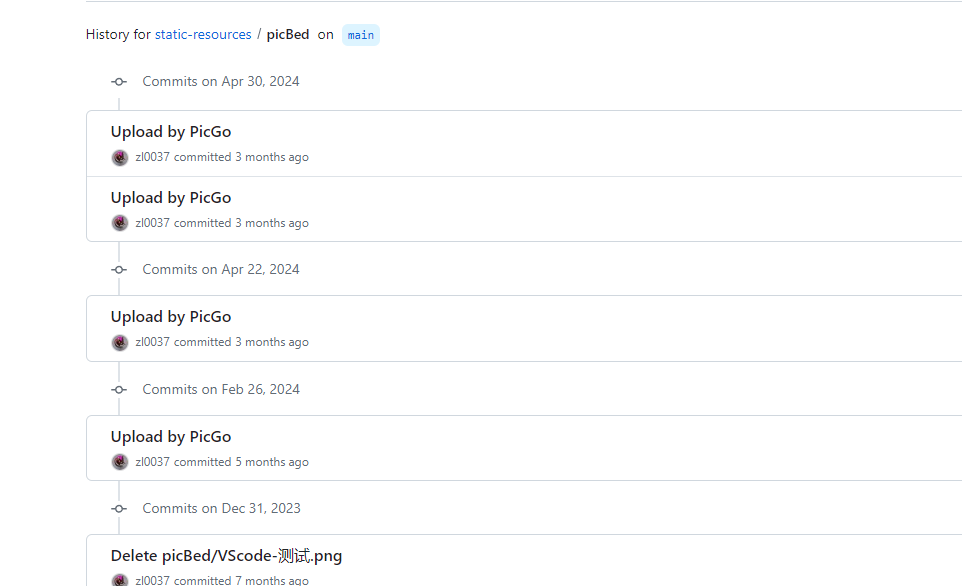 History for static-resources / picBed on main
Commits on Apr 30, 2024
Upload by PicGo
zl0037 committed 3 months ago
Upload by PicGo
zl0037 committed 3 months ago
Commits on Apr 22, 2024
Upload by PicGo
zl0037 committed 3 months ago
Commits on Feb 26, 2024
Upload by PicGo
zl0037 committed 5 months ago
Commits on Dec 31, 2023
Delete picBed/VScode-测试.png
zl0037 committed 7 months ago